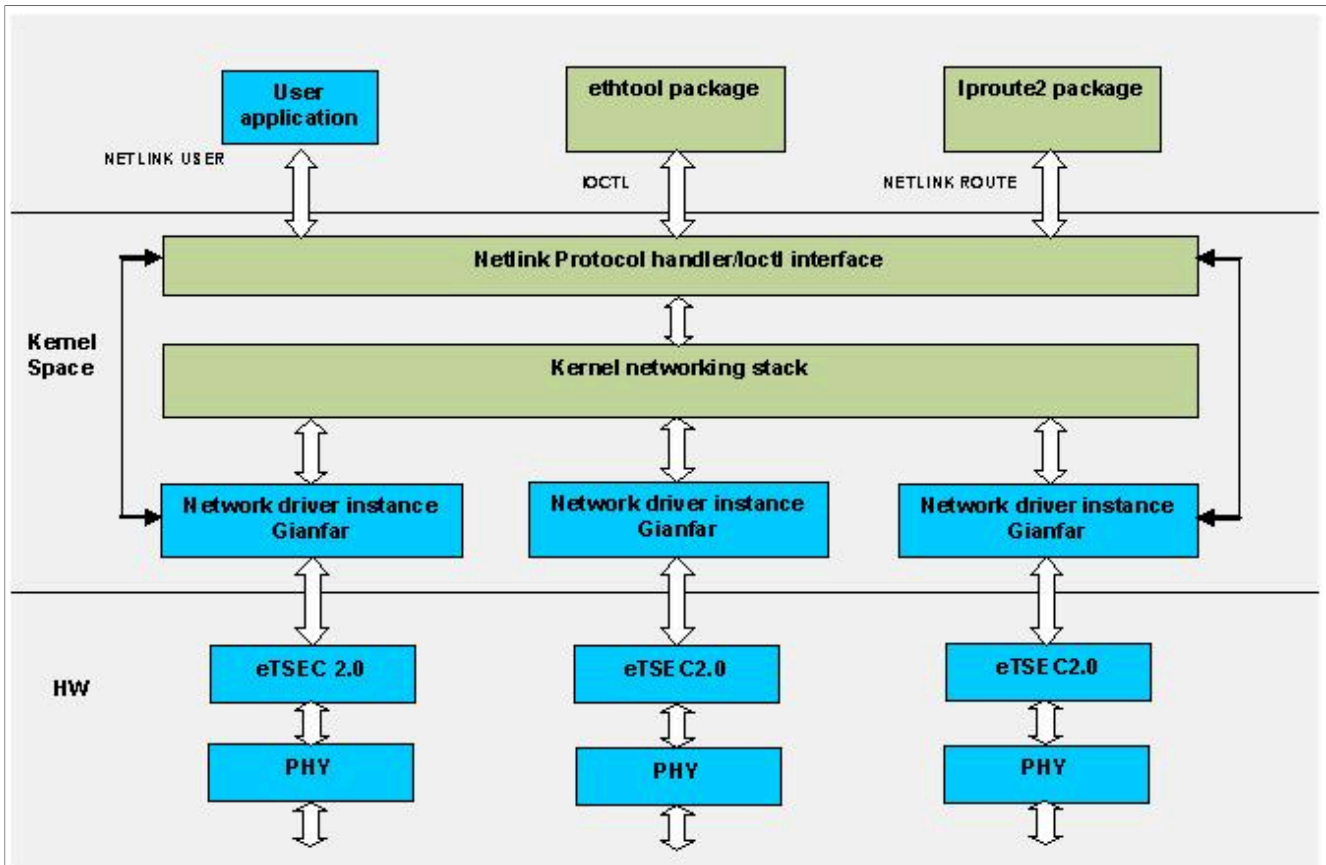 User
application
ethtool package
Iproute2 package
NETLINK USER
IOCTL
NETLINK ROUTE
Netlink Protocol handler/Ioctl interface
Kernel
Space
Kernel networking stack
Network driver instance
Gianfar
Network driver instance
Gianfar
Network driver instance
Gianfar
HW
eTSEC 2.0
eTSEC2.0
eTSEC2.0
PHY
PHY
PHY